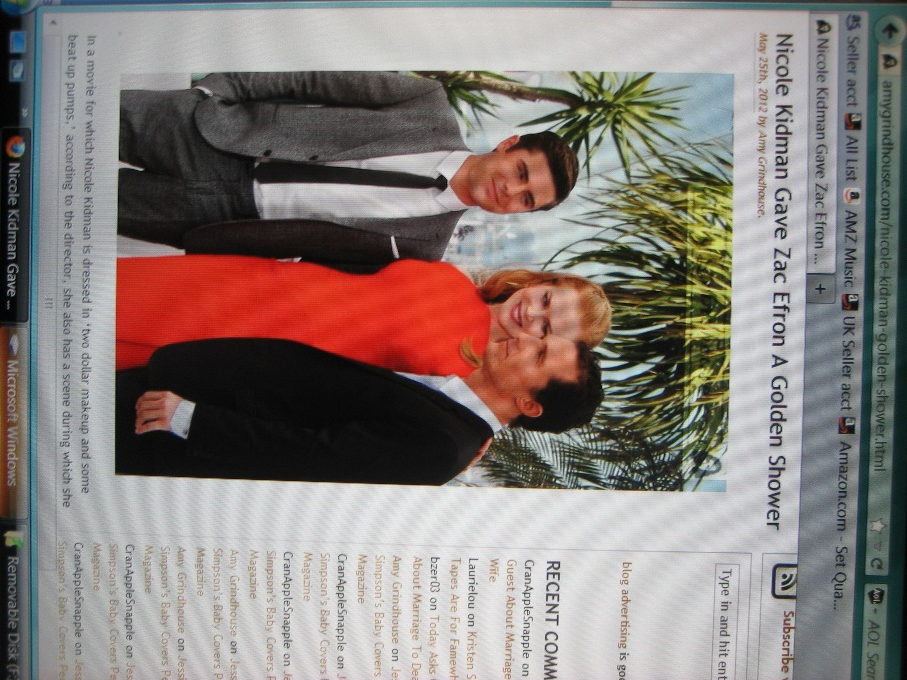 amygrindhouse.com/nicole-kidman-golden-shower.html
AOL
AOL Sear
Seller acct
All List
AMZ Music
UK Seller acct
Amazon.com - Set Qua...
Nicole Kidman Gave Zac Efron ...
+
Nicole Kidman Gave Zac Efron A Golden Shower
May 25th, 2012 by Amy Grindhouse.
In a movie for which Nicole Kidman is dressed in 'two dollar makeup and some
beat up pumps,' according to the director, she also has a scene during which she
Subscribe
Type in and hit ent
blog advertising is goo
RECENT COMM
CranAppleSnapple on
Guest About Marriage
Wife
Laurielou on Kristen S
Tapes Are For Famewh
bzer03 on Today Asks
About Marriage To Dea
Amy Grindhouse on Je
Simpson's Baby Covers
Magazine
CranAppleSnapple on J
Simpson's Baby Covers
Magazine
CranAppleSnapple on J
Simpson's Baby Covers P
Magazine
Amy Grindhouse on Jess
Simpson's Baby Covers P
Magazine
Amy Grindhouse on Jessi
Simpson's Baby Covers Pe
Magazine
CranAppleSnapple on Jes
Simpson's Baby Covers Pe
Magazine
CranAppleSnapple on Jes
Simpson's Baby Covers Pe
Nicole Kidman Gave ...
Microsoft Windows
Removable Disk (F: